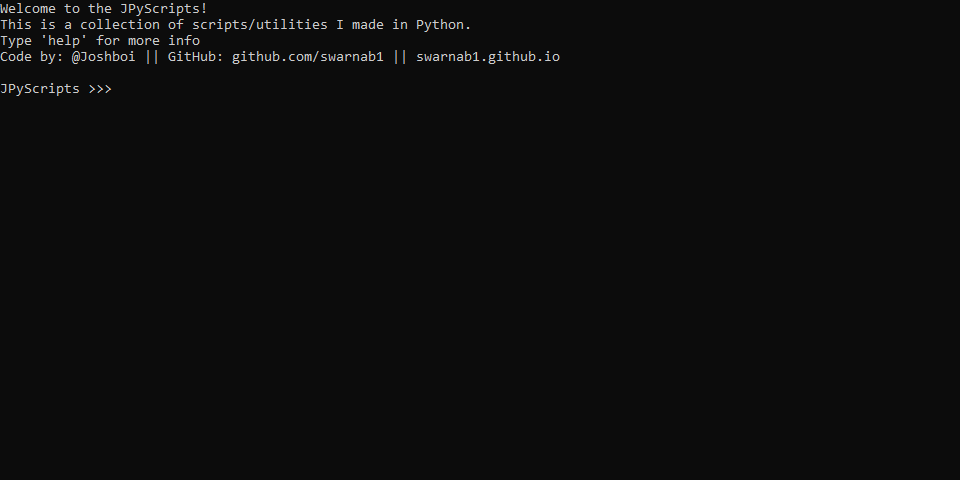 Welcome to the JPyScripts!
This is a collection of scripts/utilities I made in Python.
Type 'help' for more info
Code by: @Joshboi || GitHub: github.com/swarnab1 || swarnab1.github.io
JPyScripts >>>